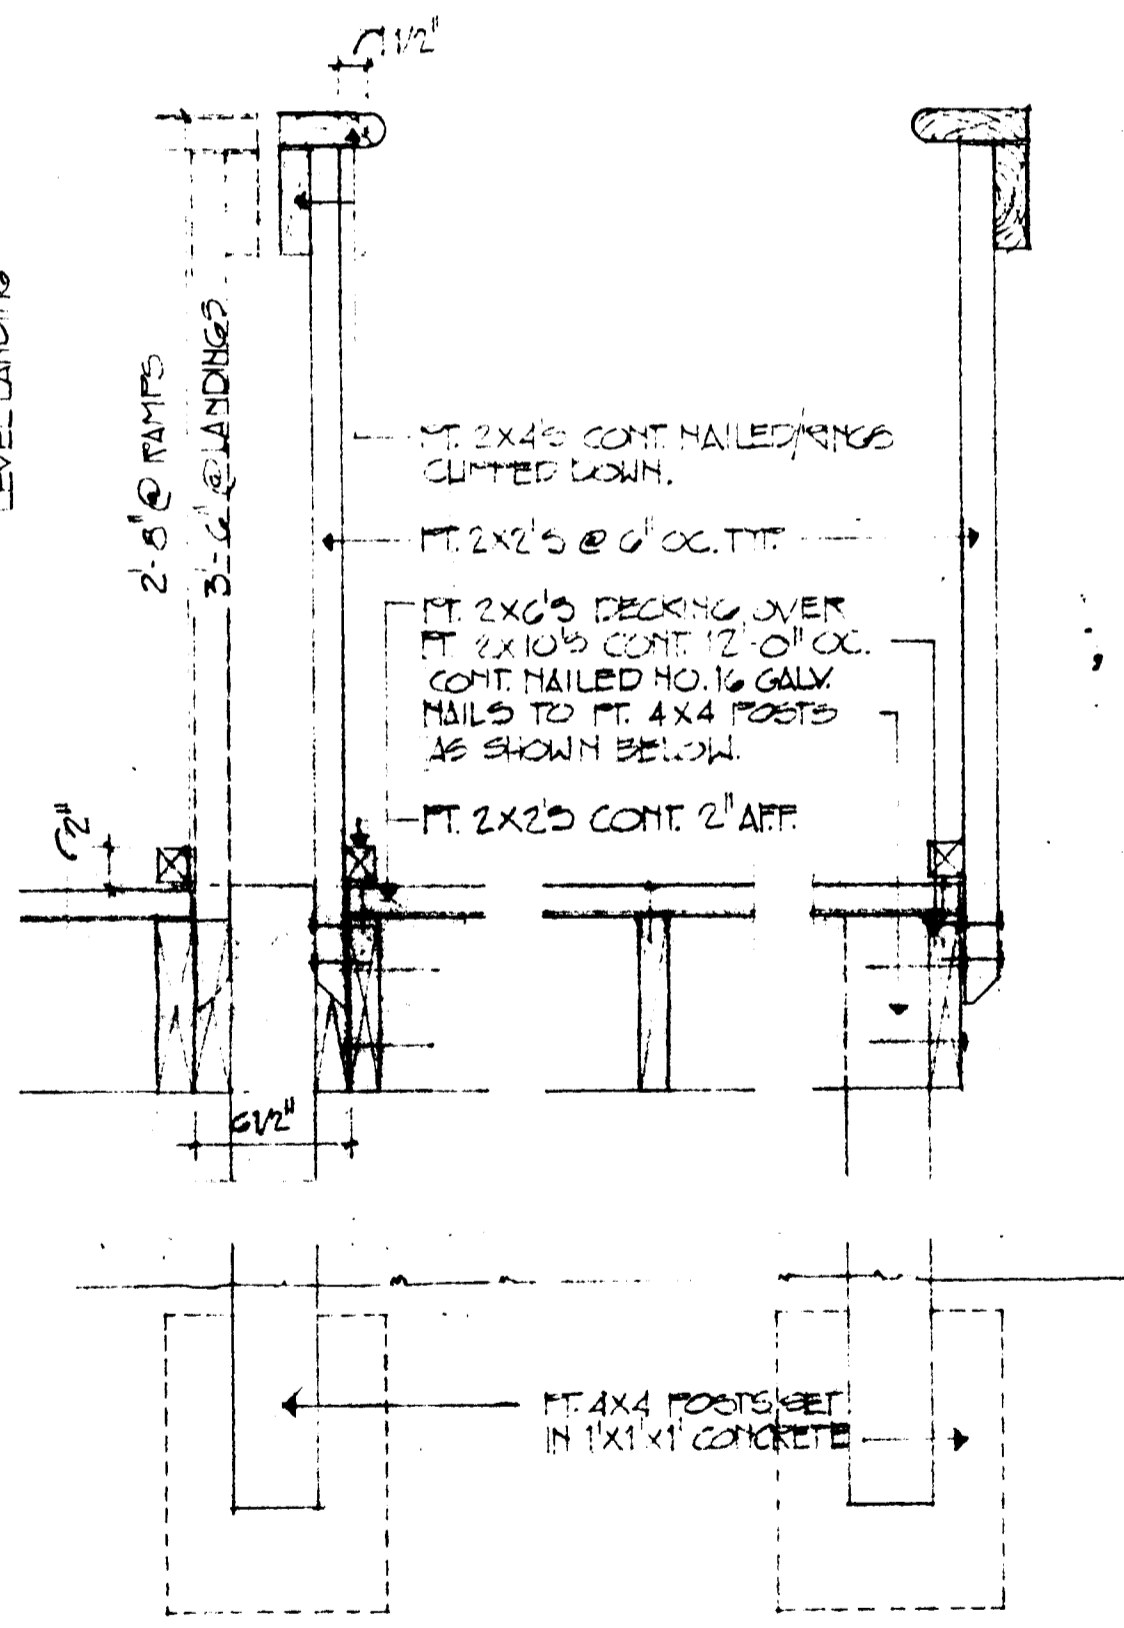 1 1/2"
LEVEL LANDING
2'-8" @ RAMPS
3'-6" @ LANDINGS
PT. 2X4'S CONT. NAILED/RINGS
DOWN.
PT. 2X2'S @ 6" OC. TYP.
PT. 2X6'S DECKING OVER
PT. 2X10'S CONT. 12'-0" OC.
CONT. NAILED NO. 16 GALV.
NAILS TO PT. 4X4 POSTS
AS SHOWN BELOW.
PT. 2X2'S CONT. 2" AFF.
2"
6 1/2"
PT. 4X4 POSTS SET
IN 1'X1'X1' CONCRETE